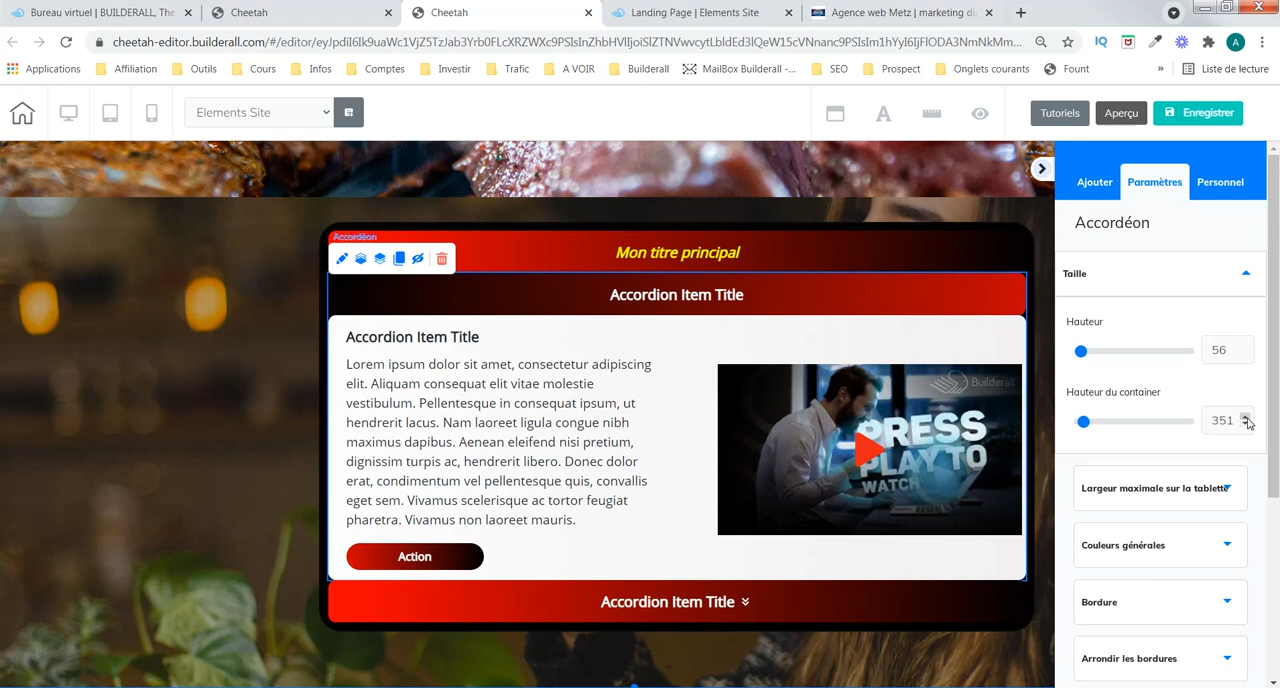 Bureau virtuel | BUILDERALL, The
Cheetah
Cheetah
Landing Page | Elements Site
Agence web Metz | marketing di
Applications
Affiliation
Outils
Cours
Infos
Comptes
Investir
Trafic
A VOIR
Builderall
MailBox Builderall -...
SEO
Prospect
Onglets courants
Fount
»
Liste de lecture
Elements Site
Tutoriels
Aperçu
Enregistrer
Ajouter
Paramètres
Personnel
Accordéon
Taille
Hauteur
56
Hauteur du container
351
Largeur maximale sur la tablette
Couleurs générales
Bordure
Arrondir les bordures
Accordéon
Mon titre principal
Accordion Item Title
Accordion Item Title
Lorem ipsum dolor sit amet, consectetur adipiscing
elit. Aliquam consequat elit vitae molestie
vestibulum. Pellentesque in consequat ipsum, ut
hendrerit lacus. Nam laoreet ligula congue nibh
maximus dapibus. Aenean eleifend nisi pretium,
dignissim turpis ac, hendrerit libero. Donec dolor
erat, condimentum vel pellentesque quis, convallis
eget sem. Vivamus scelerisque ac tortor feugiat
pharetra. Vivamus non laoreet mauris.
Builderall
PRESS
PLAY TO
WATCH
Action
Accordion Item Title